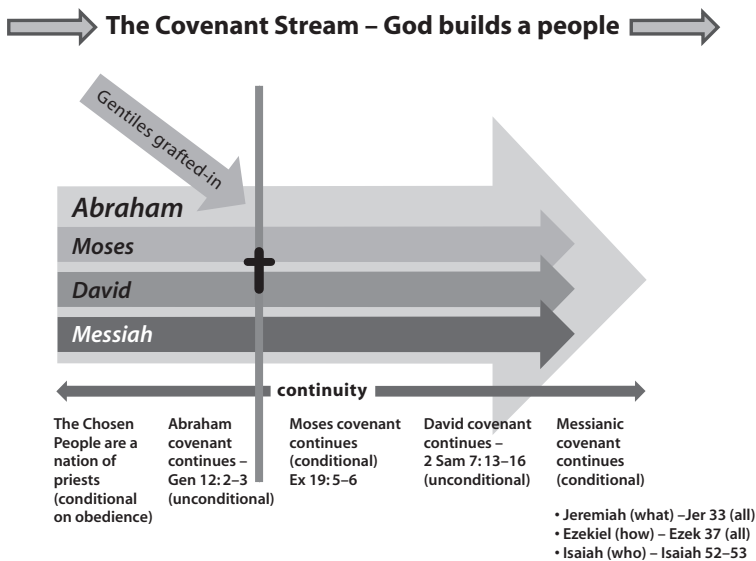 The Covenant Stream – God builds a people
Gentiles grafted-in
Abraham
Moses
David
Messiah
continuity
The Chosen
People are a
nation of
priests
(conditional
on obedience)
Abraham
covenant
continues –
Gen 12:2–3
(unconditional)
Moses covenant
continues
(conditional)
Ex 19:5–6
David covenant
continues –
2 Sam 7:13–16
(unconditional)
Messianic
covenant
continues
(conditional)
• Jeremiah (what) –Jer 33 (all)
• Ezekiel (how) – Ezek 37 (all)
• Isaiah (who) – Isaiah 52–53